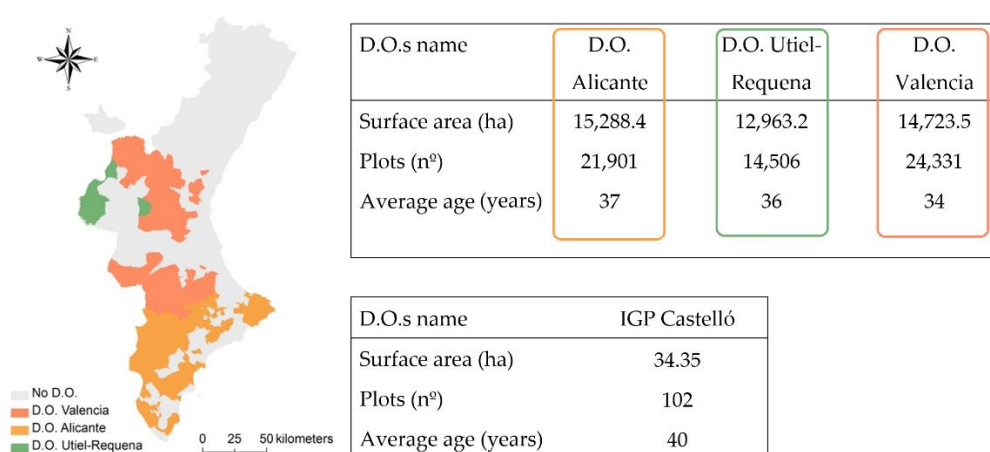 N
W E
S
No D.O.
D.O. Valencia
D.O. Alicante
D.O. Utiel-Requena
0 25 50 kilometers
D.O.s name D.O. Alicante D.O. Utiel-Requena D.O. Valencia
Surface area (ha) 15,288.4 12,963.2 14,723.5
Plots (nº) 21,901 14,506 24,331
Average age (years) 37 36 34
D.O.s name IGP Castelló
Surface area (ha) 34.35
Plots (nº) 102
Average age (years) 40